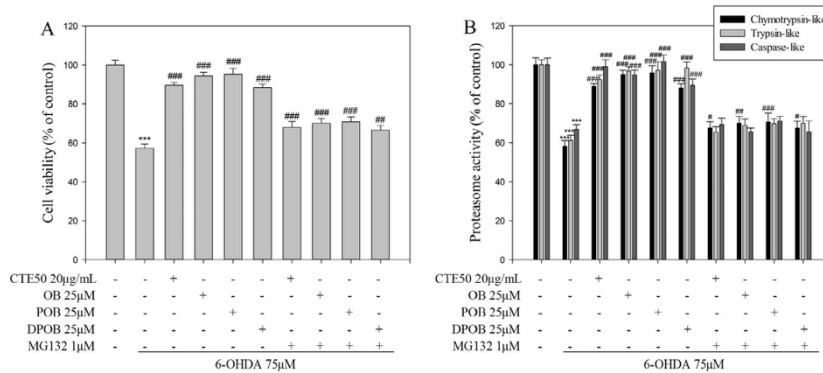 A
Cell viability (% of control)
120
100
80
60
40
20
0
###
###
###
###
***
###
###
###
##
CTE50 20μg/mL - - + - - - + - - -
OB 25μM - - - + - - - + - -
POB 25μM - - - - + - - - + -
DPOB 25μM - - - - - + - - - +
MG132 1μM - - - - - - + + + +
6-OHDA 75μM
B
Chymotrypsin-like
Trypsin-like
Caspase-like
Proteasome activity (% of control)
120
100
80
60
40
20
0
***
***
***
###
###
###
###
###
###
###
###
###
###
###
###
#
##
###
#
CTE50 20μg/mL - - + - - - + - - -
OB 25μM - - - + - - - + - -
POB 25μM - - - - + - - - + -
DPOB 25μM - - - - - + - - - +
MG132 1μM - - - - - - + + + +
6-OHDA 75μM